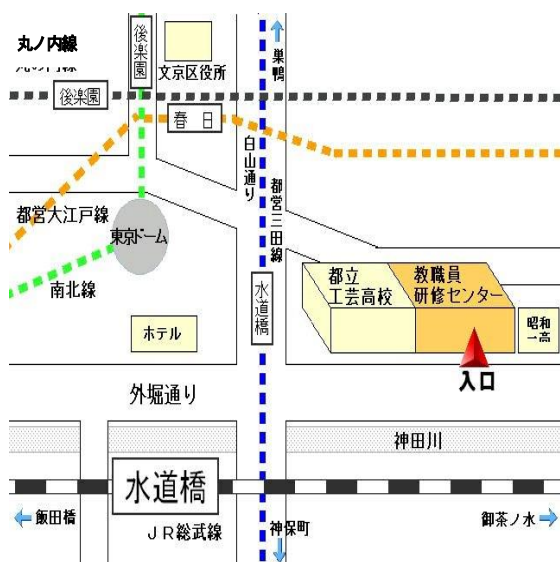 丸ノ内線
丸の内線
後楽園
文京区役所
巣鴨
後楽園
春日
白山通り
都営三田線
都営大江戸線
東京ドーム
南北線
水道橋
都立
工芸高校
教職員
研修センター
昭和
一高
ホテル
入口
外堀通り
神田川
水道橋
飯田橋
JR総武線
神保町
御茶ノ水